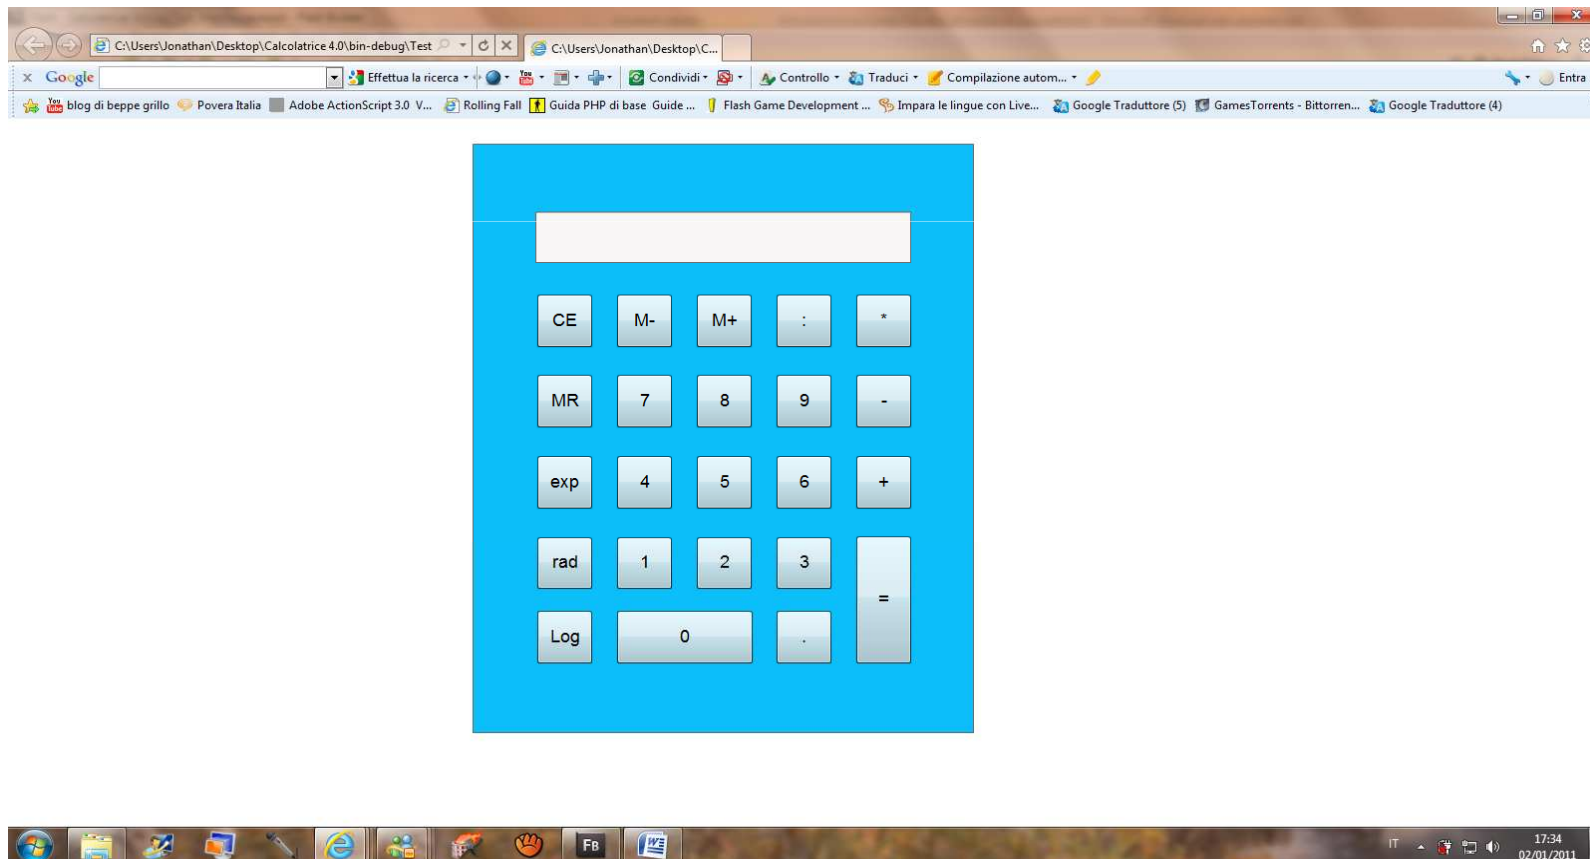 C:\Users\Jonathan\Desktop\Calcolatrice 4.0\bin-debug\Test
C:\Users\Jonathan\Desktop\C...
x Google Effettua la ricerca Condividi Controllo Traduci Compilazione autom... Entra
blog di beppe grillo Povera Italia Adobe ActionScript 3.0 V... Rolling Fall Guida PHP di base Guide ... Flash Game Development ... Impara le lingue con Live... Google Traduttore (5) GamesTorrents - Bittorren... Google Traduttore (4)
CE M- M+ : *
MR 7 8 9 -
exp 4 5 6 +
rad 1 2 3
=
Log 0 .
FB IT 17:34
02/01/2011